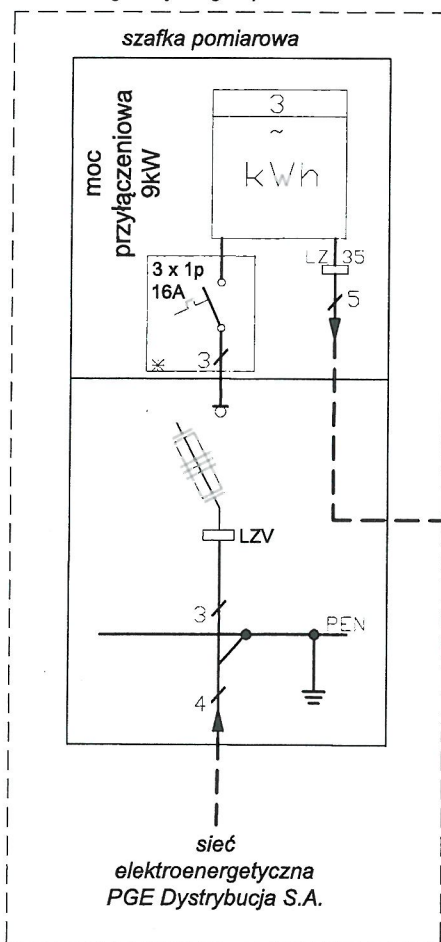 szafka pomiarowa
moc
przyłączeniowa
9kW
3
~
kWh
3 x 1p
16A
LZ 35
5
3
LZV
3
PEN
4
sieć
elektroenergetyczna
PGE Dystrybucja S.A.